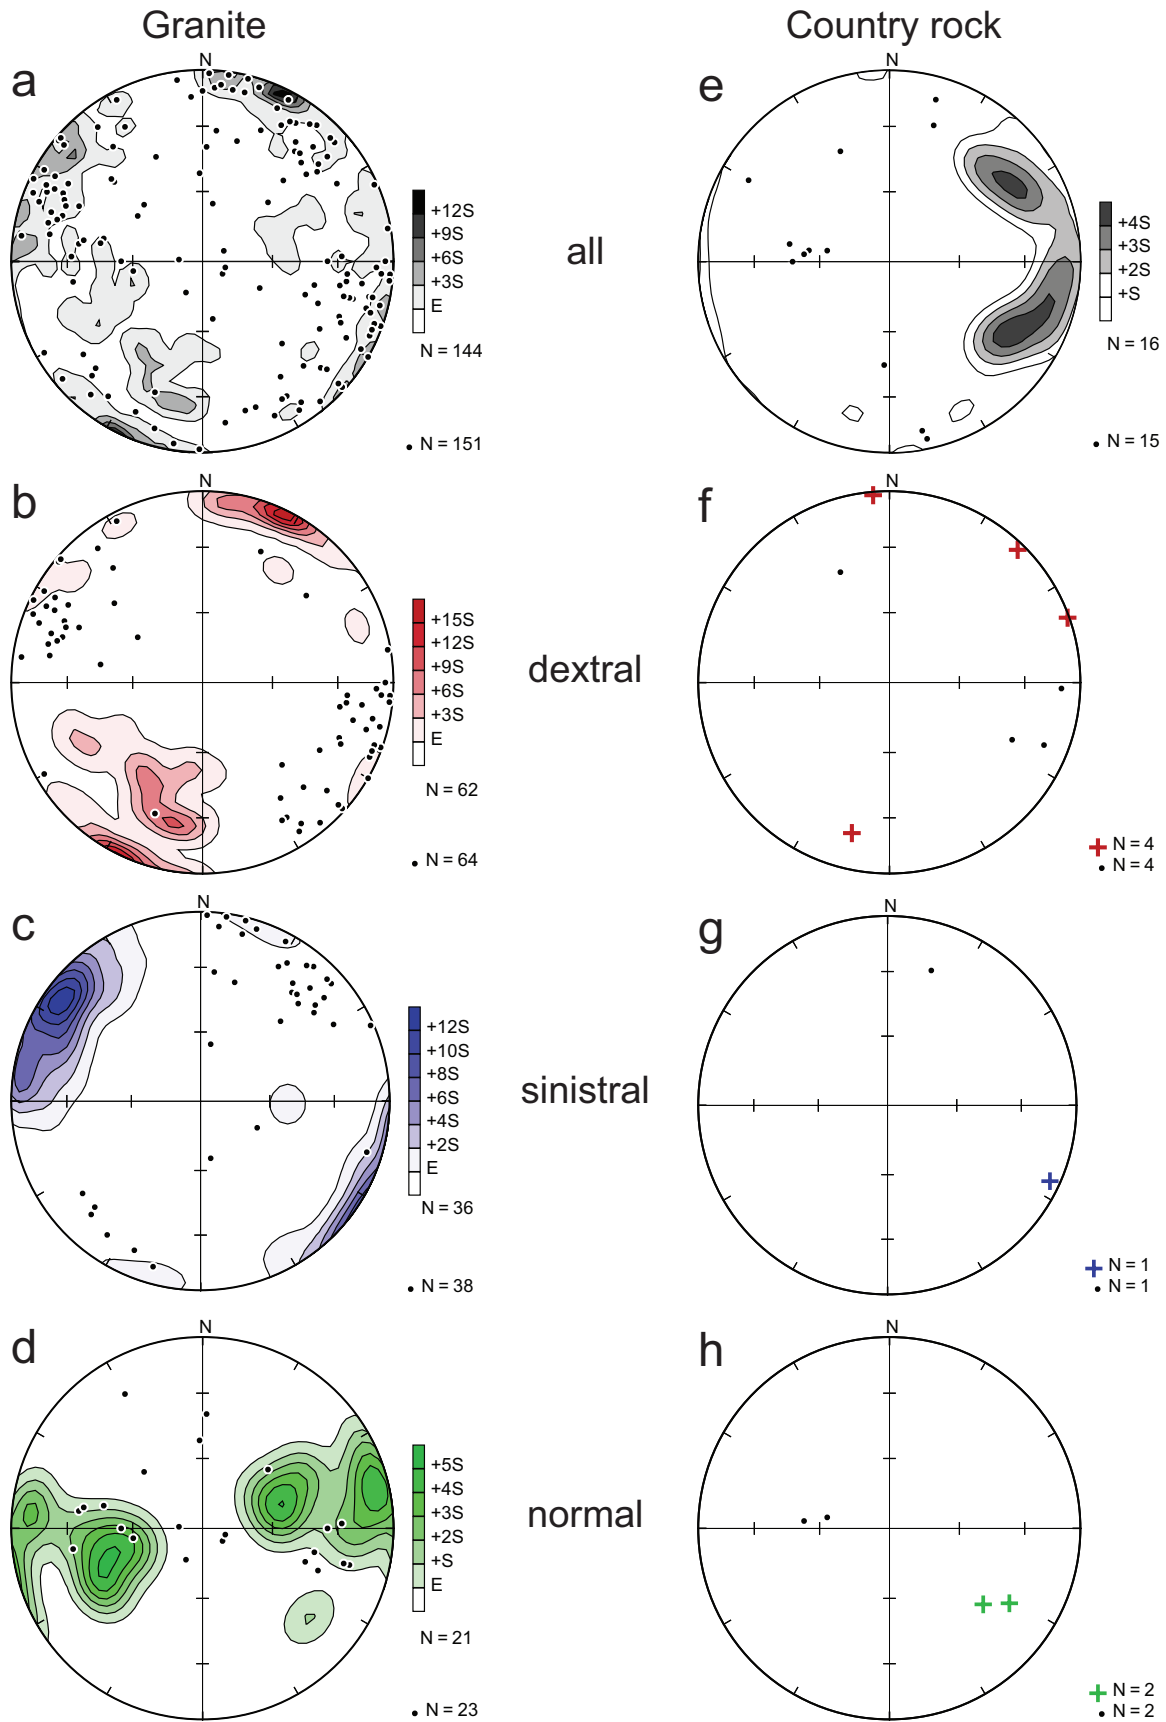 Granite
Country rock
a
N
+12S
+9S
+6S
+3S
E
N = 144
N = 151
all
e
N
+4S
+3S
+2S
+S
N = 16
N = 15
b
N
+15S
+12S
+9S
+6S
+3S
E
N = 62
N = 64
dextral
f
N
N = 4
N = 4
c
N
+12S
+10S
+8S
+6S
+4S
+2S
E
N = 36
N = 38
sinistral
g
N
N = 1
N = 1
d
N
+5S
+4S
+3S
+2S
+S
E
N = 21
N = 23
normal
h
N
N = 2
N = 2